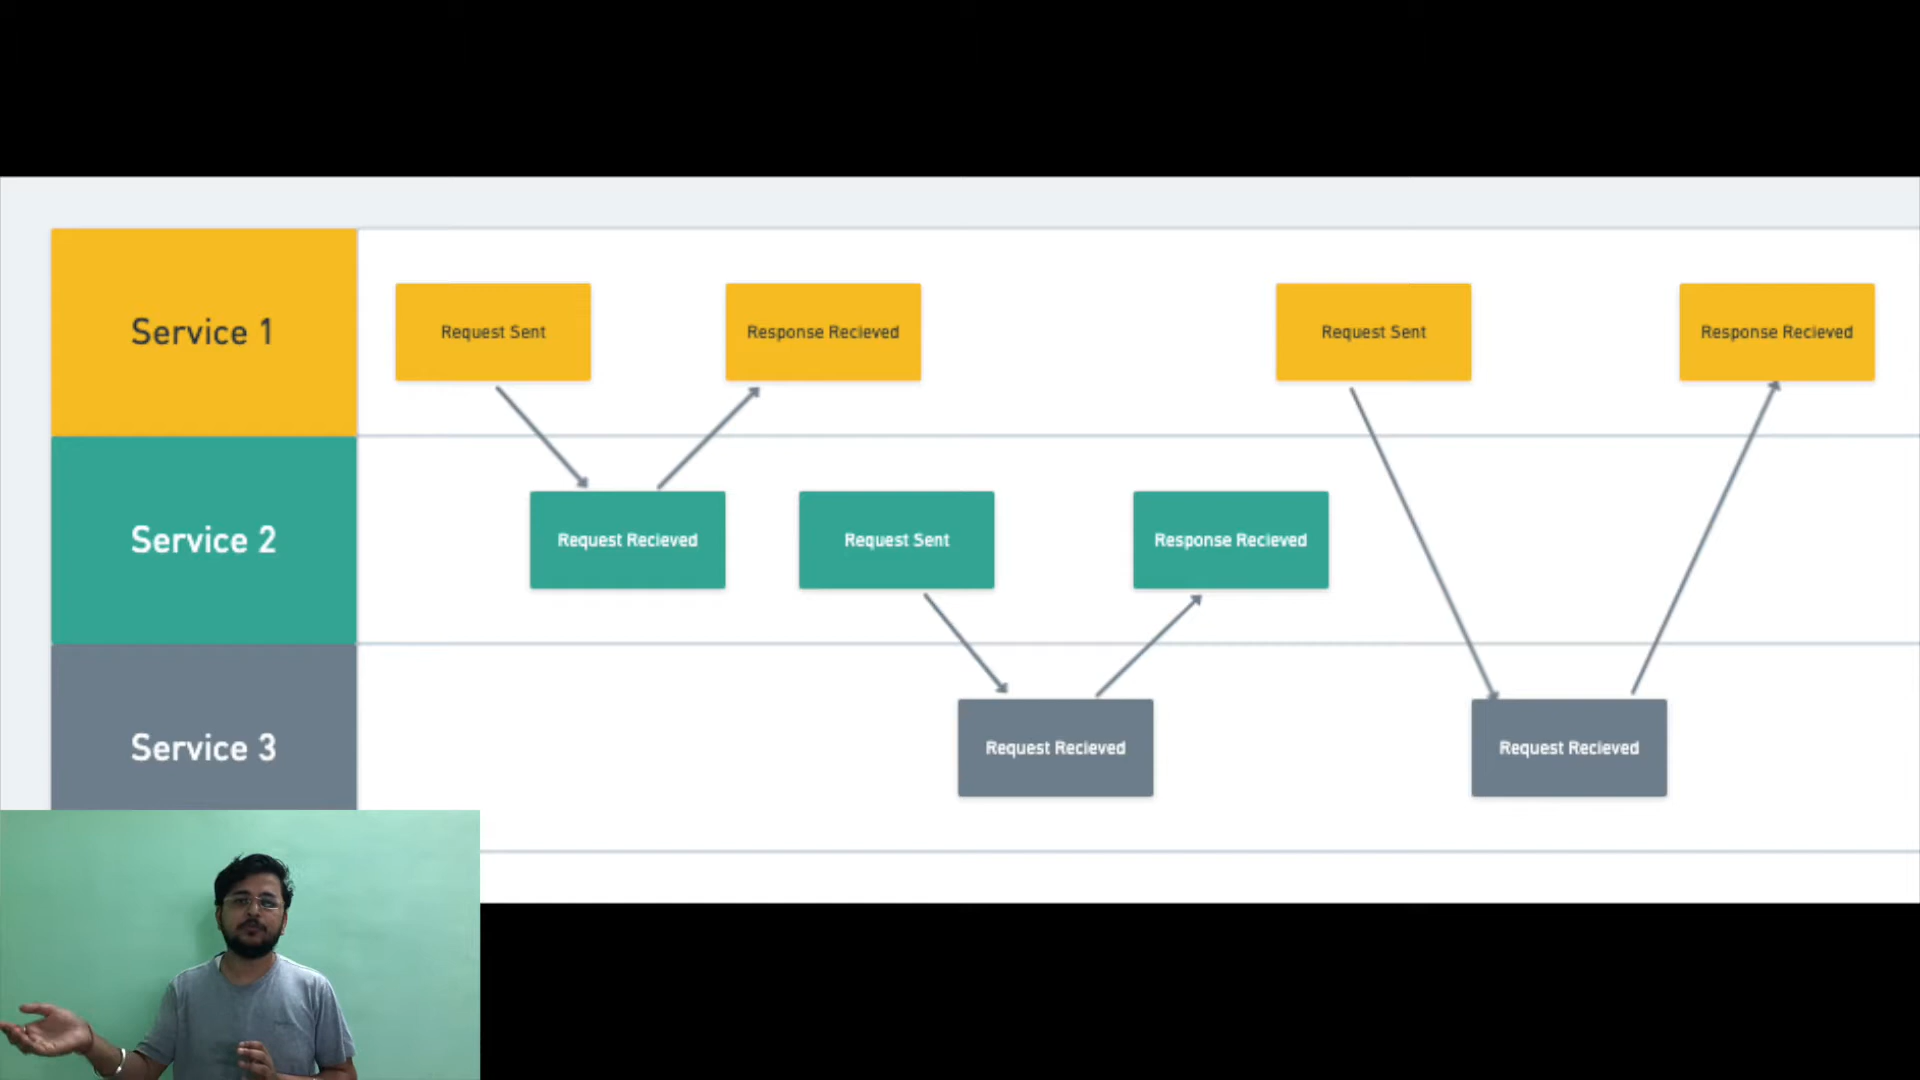 Service 1
Request Sent
Response Recieved
Request Sent
Response Recieved
Service 2
Request Recieved
Request Sent
Response Recieved
Service 3
Request Recieved
Request Recieved